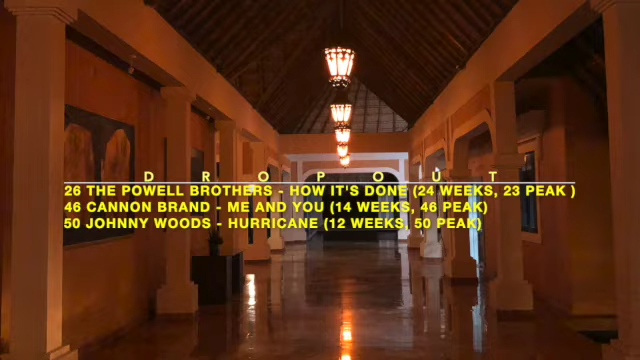 D R O P O U T
26 THE POWELL BROTHERS - HOW IT'S DONE (24 WEEKS, 23 PEAK )
46 CANNON BRAND - ME AND YOU (14 WEEKS, 46 PEAK)
50 JOHNNY WOODS - HURRICANE (12 WEEKS, 50 PEAK)